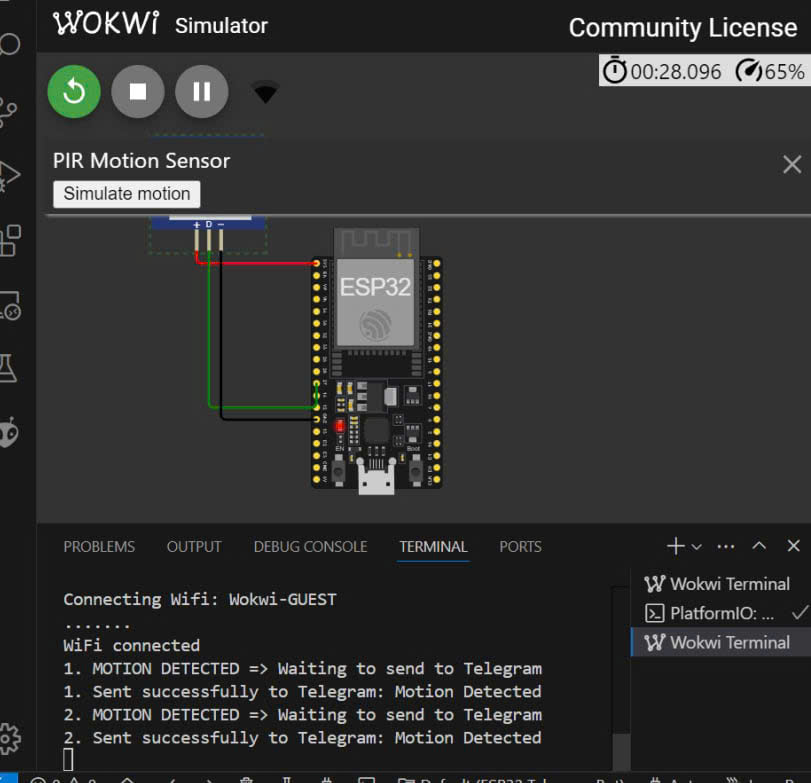 WOKWI Simulator
Community License
00:28.096 65%
PIR Motion Sensor
Simulate motion
+ D -
ESP32
EN
Boot
PROBLEMS OUTPUT DEBUG CONSOLE TERMINAL PORTS
Connecting Wifi: Wokwi-GUEST
.......
WiFi connected
1. MOTION DETECTED => Waiting to send to Telegram
1. Sent successfully to Telegram: Motion Detected
2. MOTION DETECTED => Waiting to send to Telegram
2. Sent successfully to Telegram: Motion Detected
Wokwi Terminal
PlatformIO: ...
Wokwi Terminal